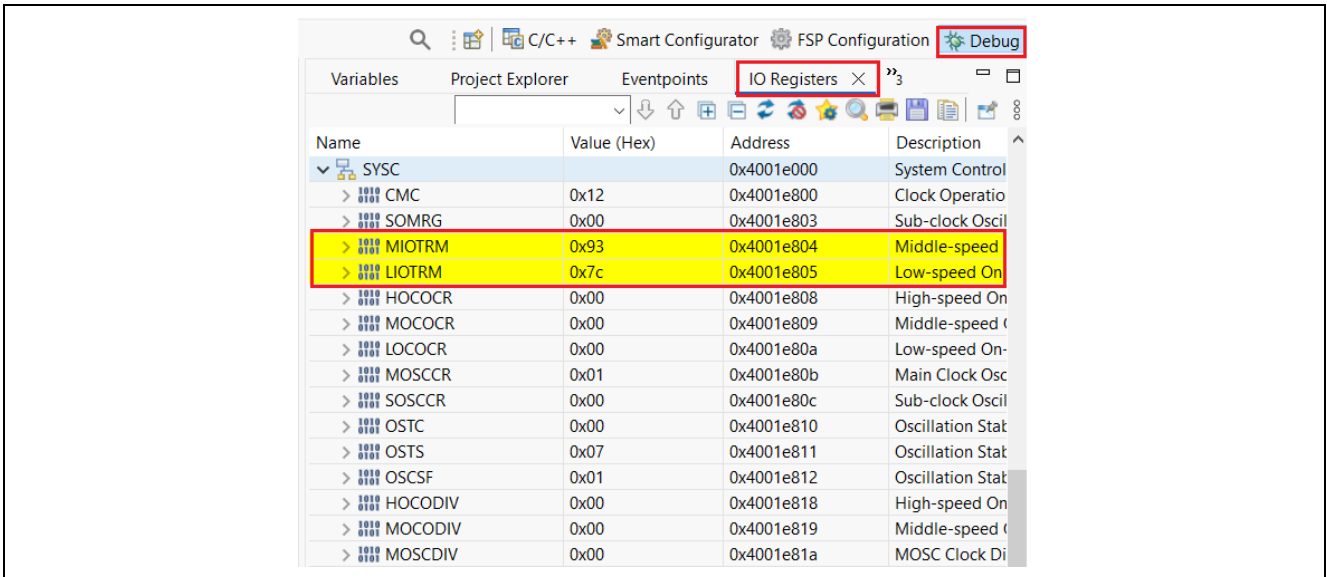 C/C++ Smart Configurator FSP Configuration Debug
Variables Project Explorer Eventpoints IO Registers 3
Name Value (Hex) Address Description
SYSC 0x4001e000 System Control
CMC 0x12 0x4001e800 Clock Operatio
SOMRG 0x00 0x4001e803 Sub-clock Oscil
MIOTRM 0x93 0x4001e804 Middle-speed
LIOTRM 0x7c 0x4001e805 Low-speed On
HOCOCR 0x00 0x4001e808 High-speed On
MOCOCR 0x00 0x4001e809 Middle-speed (
LOCOCR 0x00 0x4001e80a Low-speed On-
MOSCCR 0x01 0x4001e80b Main Clock Osc
SOSCCR 0x00 0x4001e80c Sub-clock Oscil
OSTC 0x00 0x4001e810 Oscillation Stab
OSTS 0x07 0x4001e811 Oscillation Stab
OSCSF 0x01 0x4001e812 Oscillation Stab
HOCODIV 0x00 0x4001e818 High-speed On
MOCODIV 0x00 0x4001e819 Middle-speed (
MOSCDIV 0x00 0x4001e81a MOSC Clock Di